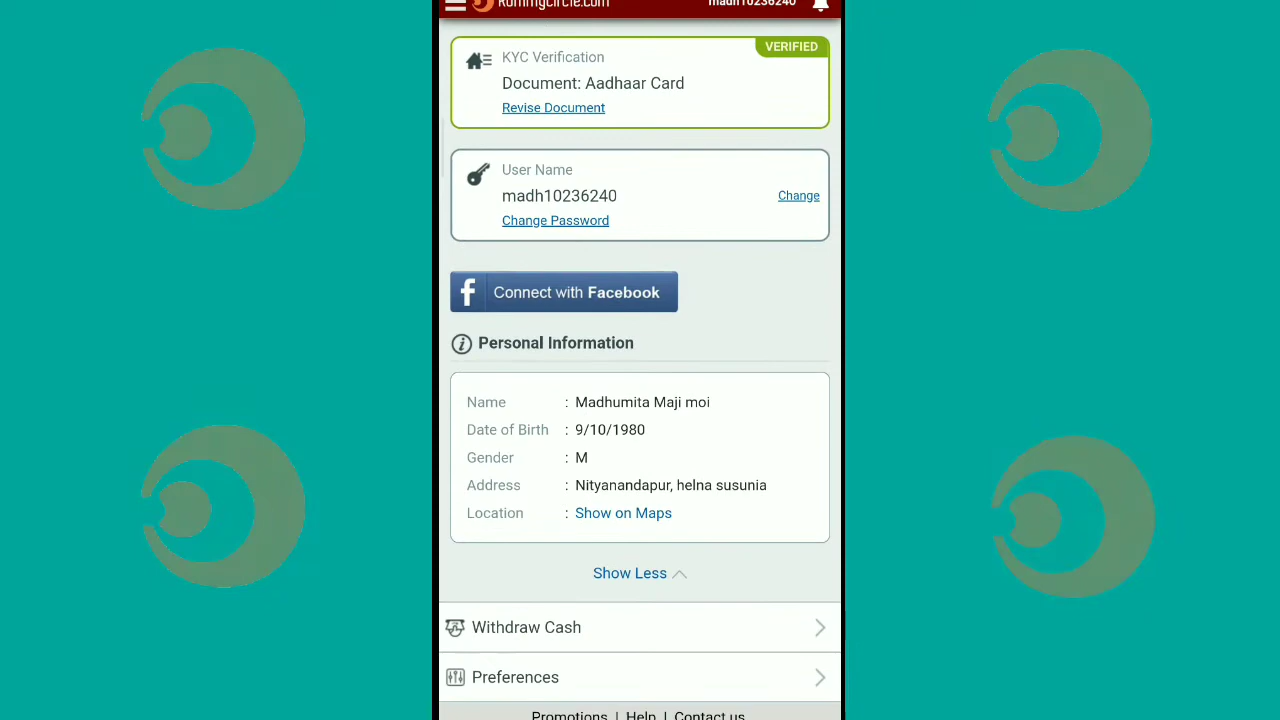 RummyCircle.com madh10236240
VERIFIED
KYC Verification
Document: Aadhaar Card
Revise Document
User Name
madh10236240
Change
Change Password
f Connect with Facebook
i Personal Information
Name : Madhumita Maji moi
Date of Birth : 9/10/1980
Gender : M
Address : Nityanandapur, helna susunia
Location : Show on Maps
Show Less
Withdraw Cash
Preferences
Promotions | Help | Contact us